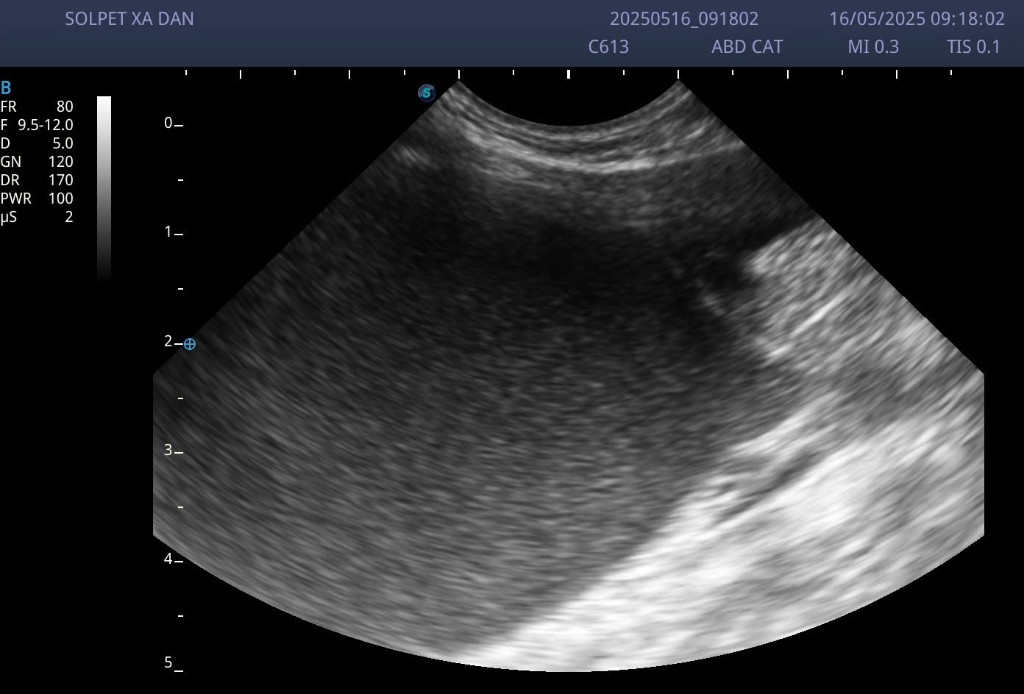 SOLPET XA DAN 20250516_091802 16/05/2025 09:18:02
C613 ABD CAT MI 0.3 TIS 0.1
B
FR 80
F 9.5-12.0
D 5.0
GN 120
DR 170
PWR 100
µS 2
S
0
1
2
3
4
5